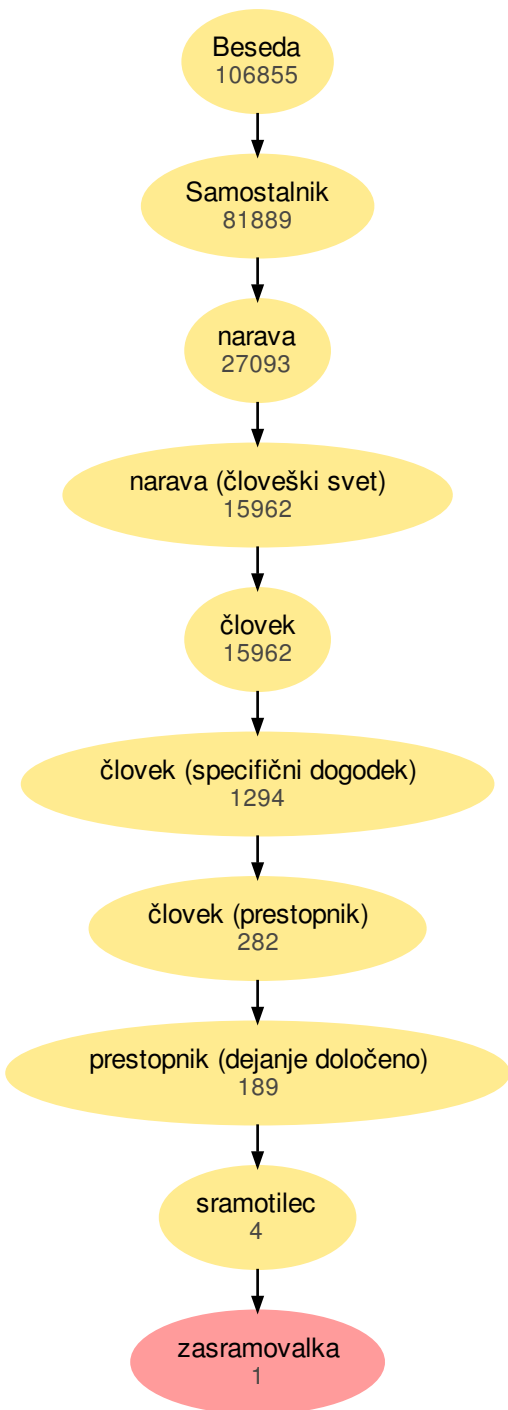 Beseda
106855
Samostalnik
81889
narava
27093
narava (človeški svet)
15962
človek
15962
človek (specifični dogodek)
1294
človek (prestopnik)
282
prestopnik (dejanje določeno)
189
sramotilec
4
zasramovalka
1